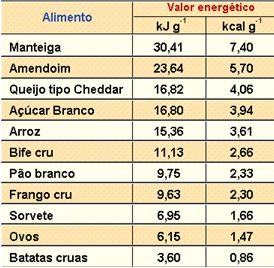 Alimento Valor energético
kJ g-1 kcal g-1
Manteiga 30,41 7,40
Amendoim 23,64 5,70
Queijo tipo Cheddar 16,82 4,06
Açúcar Branco 16,80 3,94
Arroz 15,36 3,61
Bife cru 11,13 2,66
Pão branco 9,75 2,33
Frango cru 9,63 2,30
Sorvete 6,95 1,66
Ovos 6,15 1,47
Batatas cruas 3,60 0,86